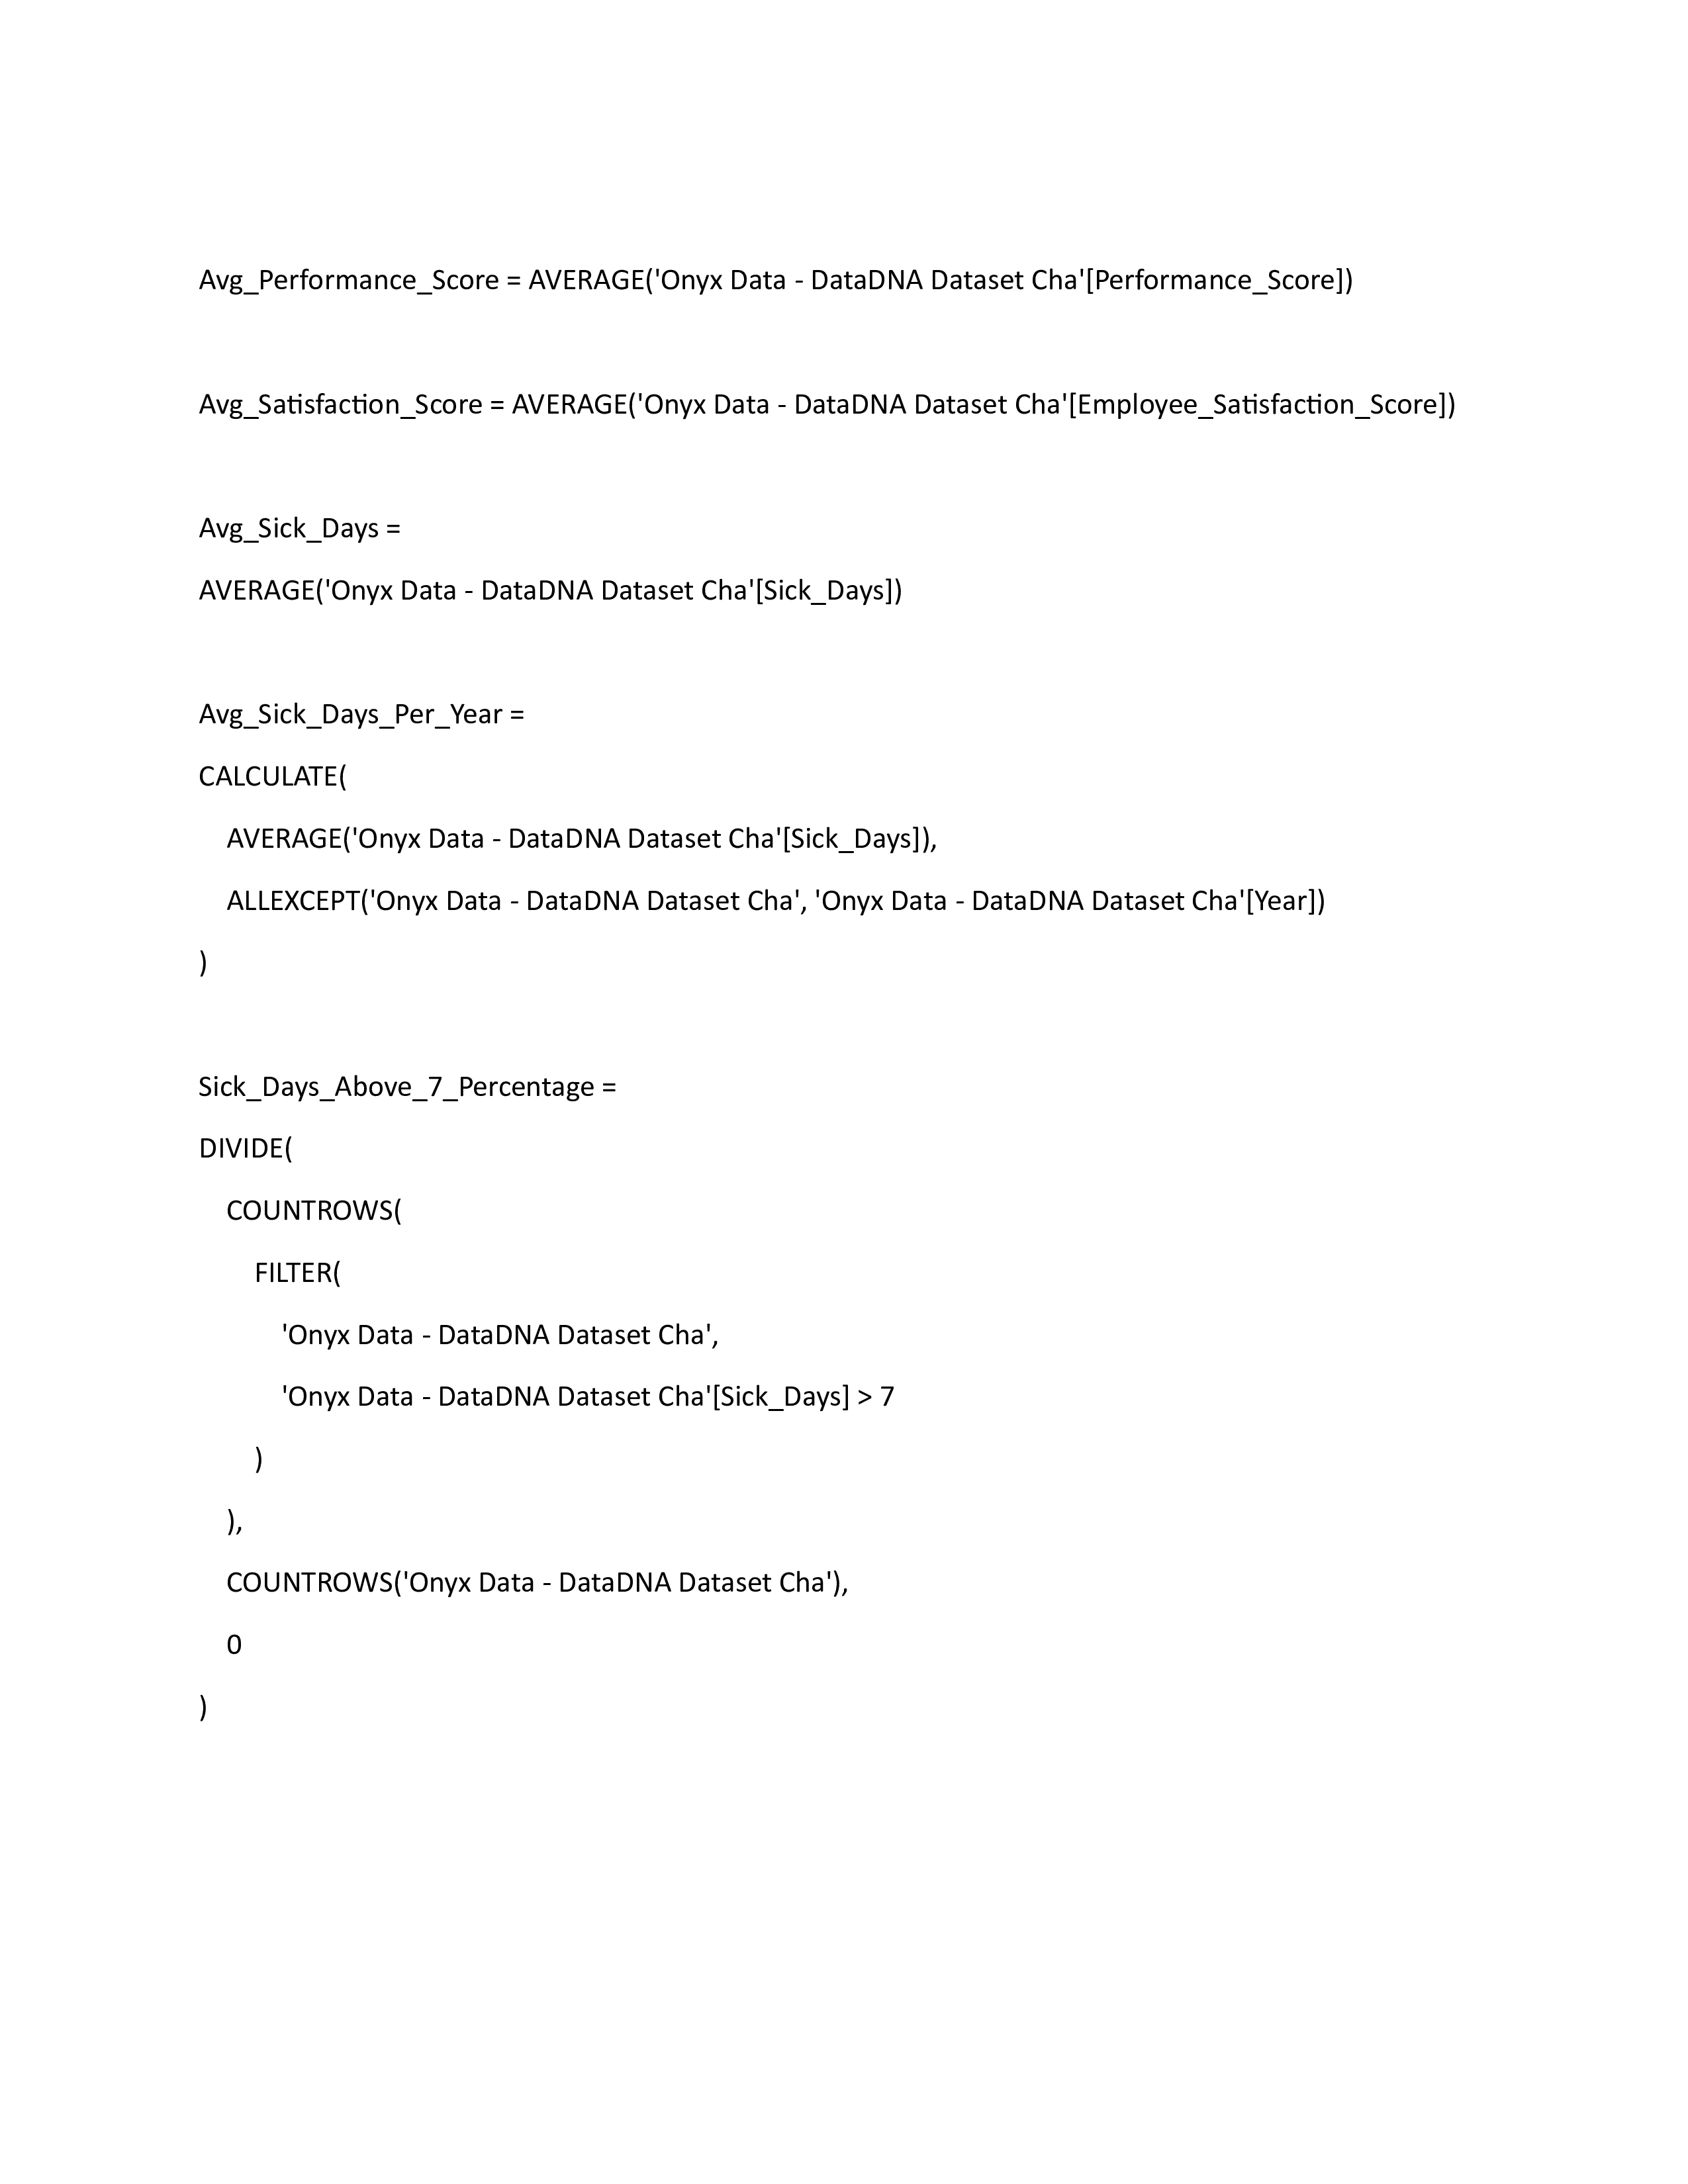 Avg_Performance_Score = AVERAGE('Onyx Data - DataDNA Dataset Cha'[Performance_Score])
Avg_Satisfaction_Score = AVERAGE('Onyx Data - DataDNA Dataset Cha'[Employee_Satisfaction_Score])
Avg_Sick_Days =
AVERAGE('Onyx Data - DataDNA Dataset Cha'[Sick_Days])
Avg_Sick_Days_Per_Year =
CALCULATE(
    AVERAGE('Onyx Data - DataDNA Dataset Cha'[Sick_Days]),
    ALLEXCEPT('Onyx Data - DataDNA Dataset Cha', 'Onyx Data - DataDNA Dataset Cha'[Year])
)
Sick_Days_Above_7_Percentage =
DIVIDE(
    COUNTROWS(
        FILTER(
            'Onyx Data - DataDNA Dataset Cha',
            'Onyx Data - DataDNA Dataset Cha'[Sick_Days] > 7
        )
    ),
    COUNTROWS('Onyx Data - DataDNA Dataset Cha'),
    0
)